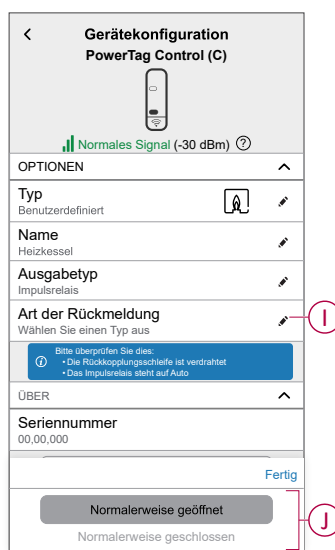 Gerätekonfiguration
PowerTag Control (C)
Normales Signal (-30 dBm) ?
OPTIONEN
Typ
Benutzerdefiniert
Name
Heizkessel
Ausgabetyp
Impulsrelais
Art der Rückmeldung
Wählen Sie einen Typ aus
I
i Bitte überprüfen Sie dies:
• Die Rückkopplungsschleife ist verdrahtet
• Das Impulsrelais steht auf Auto
ÜBER
Seriennummer
00,00,000
Fertig
Normalerweise geöffnet
Normalerweise geschlossen
J